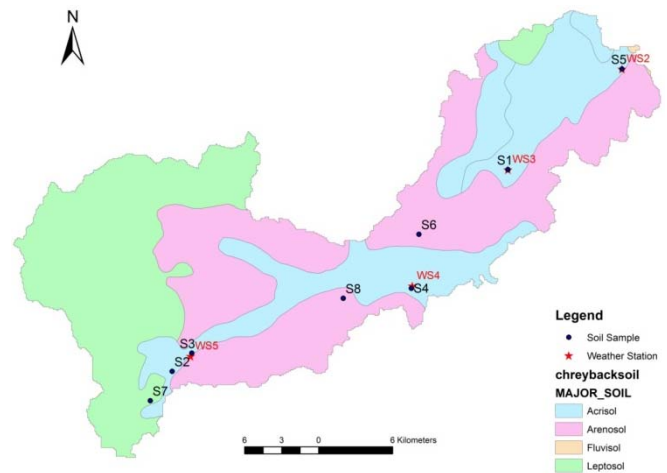 N
S5 WS2
S1 WS3
S6
WS4
S4
S8
S3 WS5
S2
S7
Legend
Soil Sample
Weather Station
chreybacksoil
MAJOR_SOIL
Acrisol
Arenosol
Fluvisol
Leptosol
6 3 0 6 Kilometers